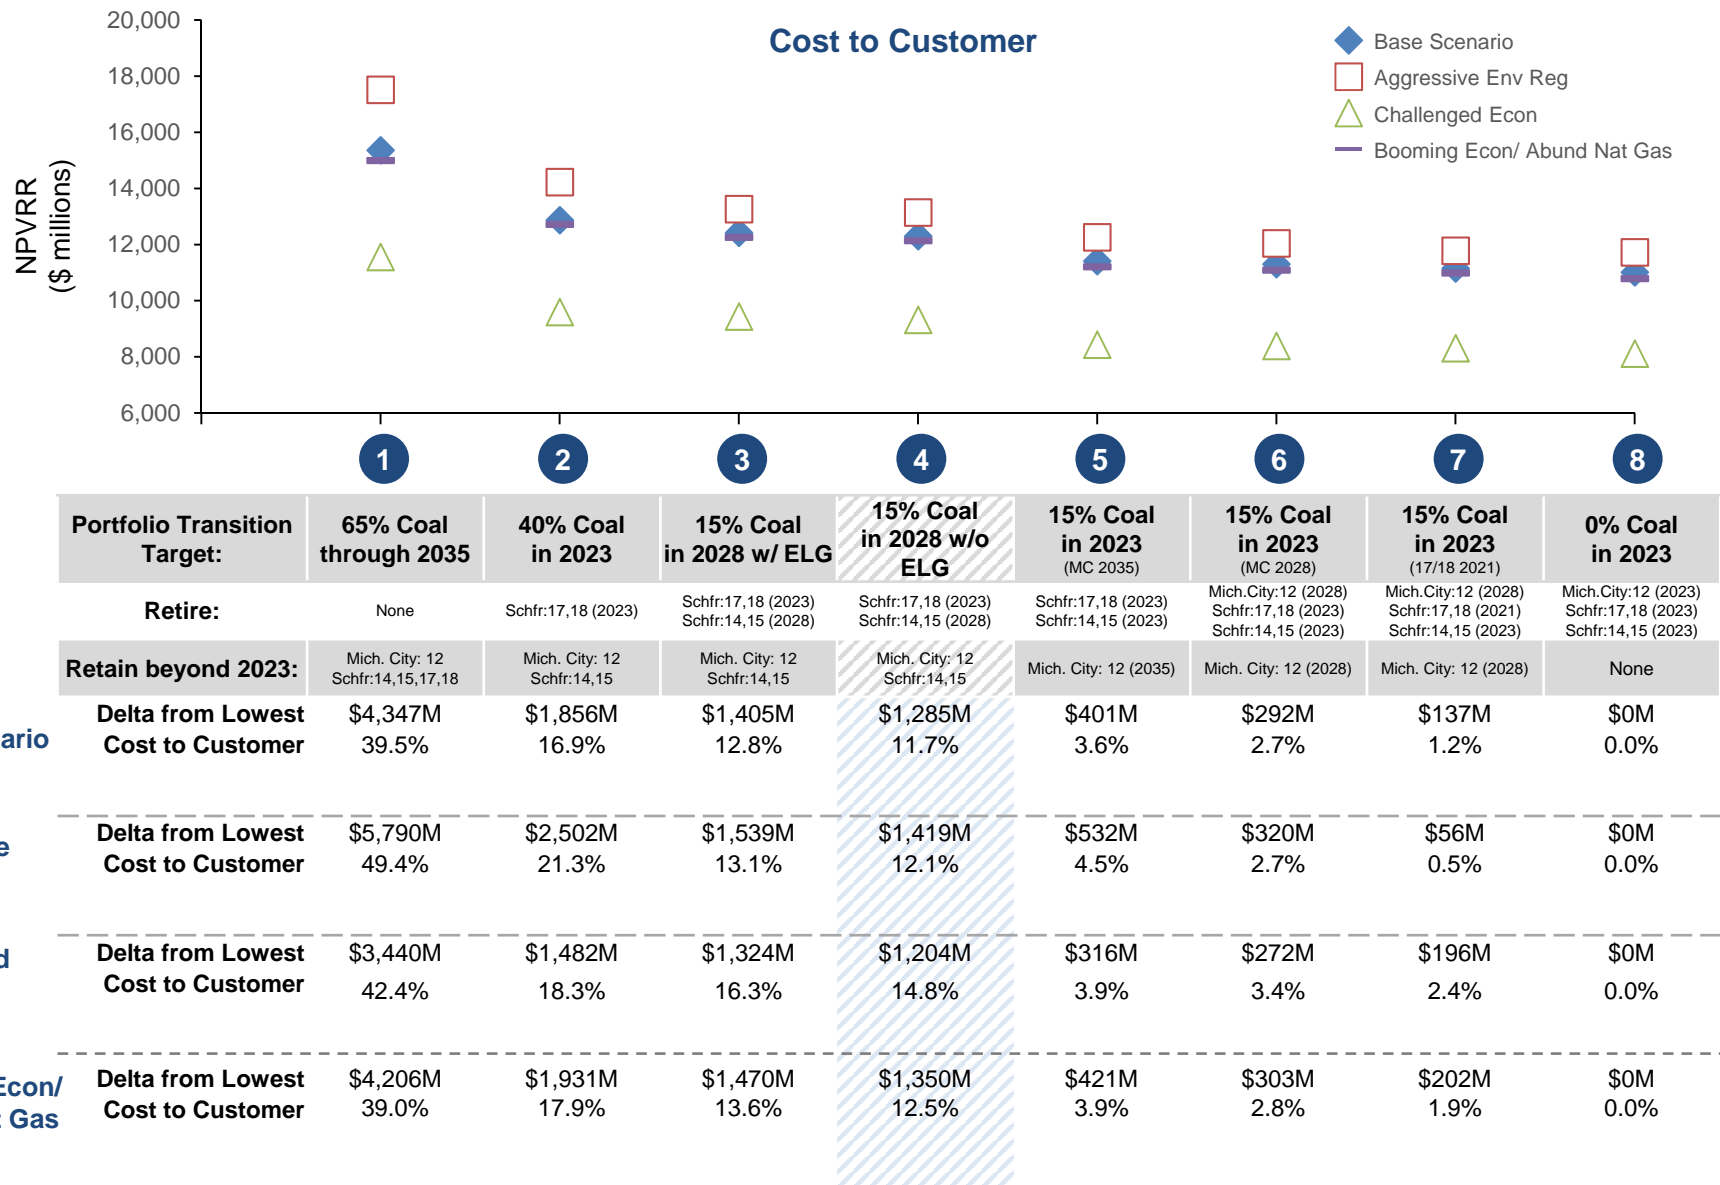 Cost to Customer
Base Scenario
Aggressive Env Reg
Challenged Econ
Booming Econ/ Abund Nat Gas
NPVRR
($ millions)
20,000
18,000
16,000
14,000
12,000
10,000
8,000
6,000
1 2 3 4 5 6 7 8
Portfolio Transition
Target:
65% Coal
through 2035
40% Coal
in 2023
15% Coal
in 2028 w/ ELG
15% Coal
in 2028 w/o
ELG
15% Coal
in 2023
(MC 2035)
15% Coal
in 2023
(MC 2028)
15% Coal
in 2023
(17/18 2021)
0% Coal
in 2023
Retire:
None
Schfr:17,18 (2023)
Schfr:17,18 (2023)
Schfr:14,15 (2028)
Schfr:17,18 (2023)
Schfr:14,15 (2028)
Schfr:17,18 (2023)
Schfr:14,15 (2023)
Mich.City:12 (2028)
Schfr:17,18 (2023)
Schfr:14,15 (2023)
Mich.City:12 (2028)
Schfr:17,18 (2021)
Schfr:14,15 (2023)
Mich.City:12 (2023)
Schfr:17,18 (2023)
Schfr:14,15 (2023)
Retain beyond 2023:
Mich. City: 12
Schfr:14,15,17,18
Mich. City: 12
Schfr:14,15
Mich. City: 12
Schfr:14,15
Mich. City: 12
Schfr:14,15
Mich. City: 12 (2035)
Mich. City: 12 (2028)
Mich. City: 12 (2028)
None
ario
Delta from Lowest $4,347M $1,856M $1,405M $1,285M $401M $292M $137M $0M
Cost to Customer 39.5% 16.9% 12.8% 11.7% 3.6% 2.7% 1.2% 0.0%
e
Delta from Lowest $5,790M $2,502M $1,539M $1,419M $532M $320M $56M $0M
Cost to Customer 49.4% 21.3% 13.1% 12.1% 4.5% 2.7% 0.5% 0.0%
d
Delta from Lowest $3,440M $1,482M $1,324M $1,204M $316M $272M $196M $0M
Cost to Customer 42.4% 18.3% 16.3% 14.8% 3.9% 3.4% 2.4% 0.0%
Econ/
Gas
Delta from Lowest $4,206M $1,931M $1,470M $1,350M $421M $303M $202M $0M
Cost to Customer 39.0% 17.9% 13.6% 12.5% 3.9% 2.8% 1.9% 0.0%